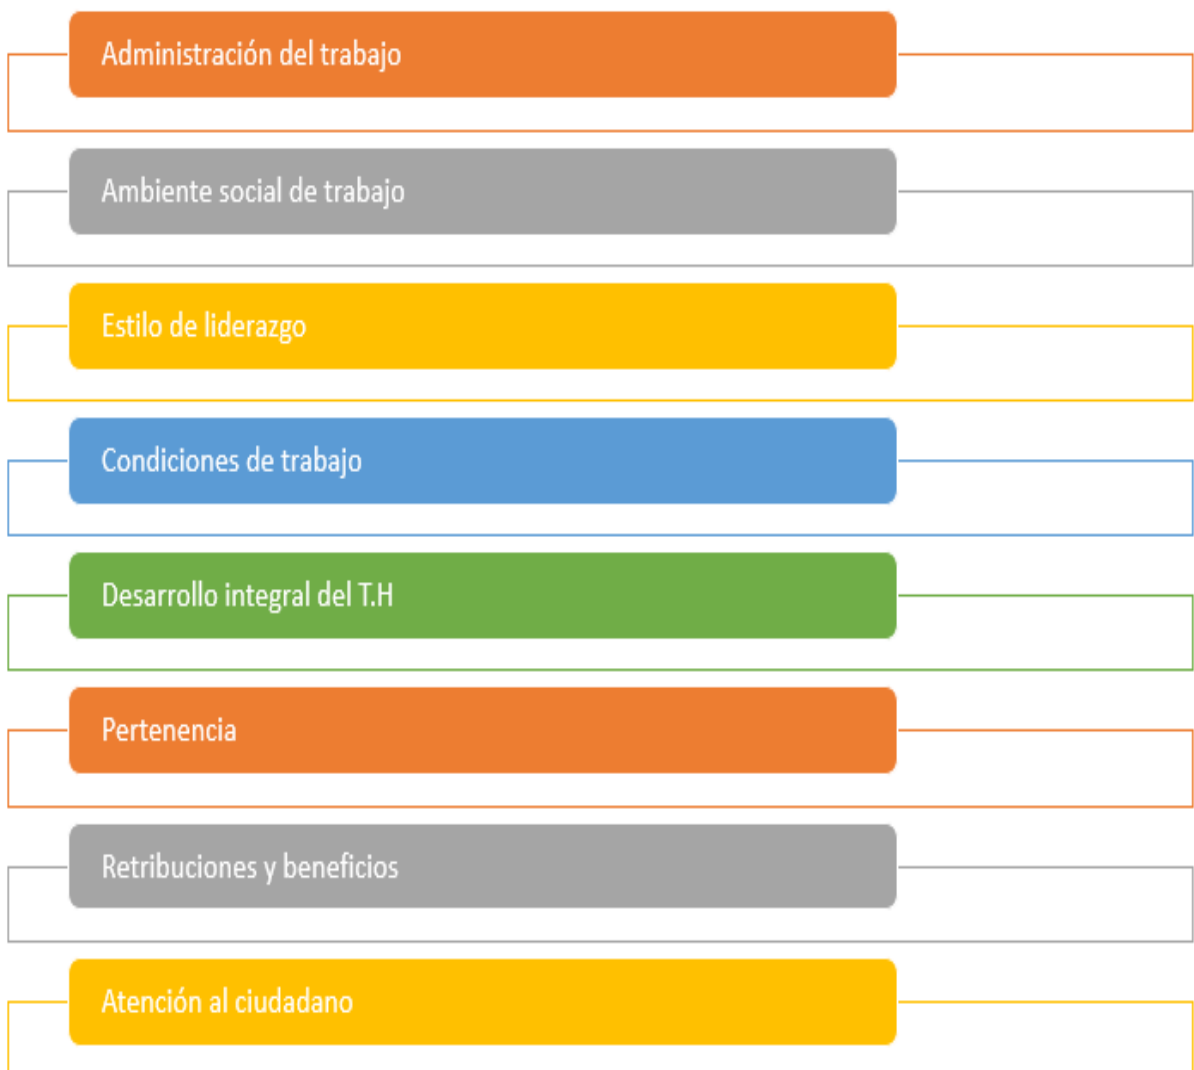 Administración del trabajo
Ambiente social de trabajo
Estilo de liderazgo
Condiciones de trabajo
Desarrollo integral del T.H
Pertenencia
Retribuciones y beneficios
Atención al ciudadano